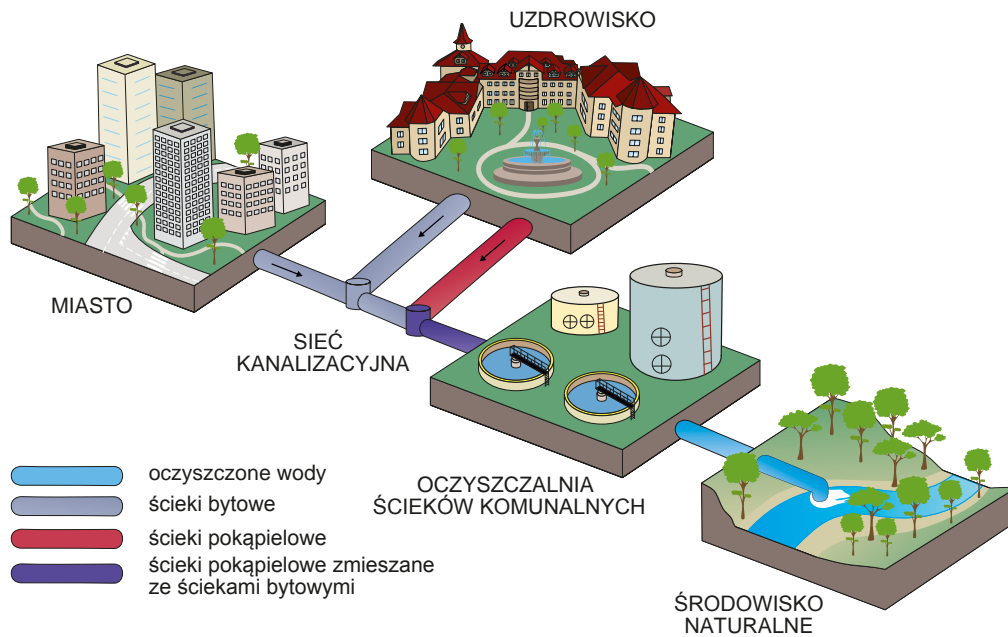 UZDROWISKO
MIASTO
SIEĆ
KANALIZACYJNA
OCZYSZCZALNIA
ŚCIEKÓW KOMUNALNYCH
ŚRODOWISKO
NATURALNE
oczyszczone wody
ścieki bytowe
ścieki pokąpielowe
ścieki pokąpielowe zmieszane
ze ściekami bytowymi